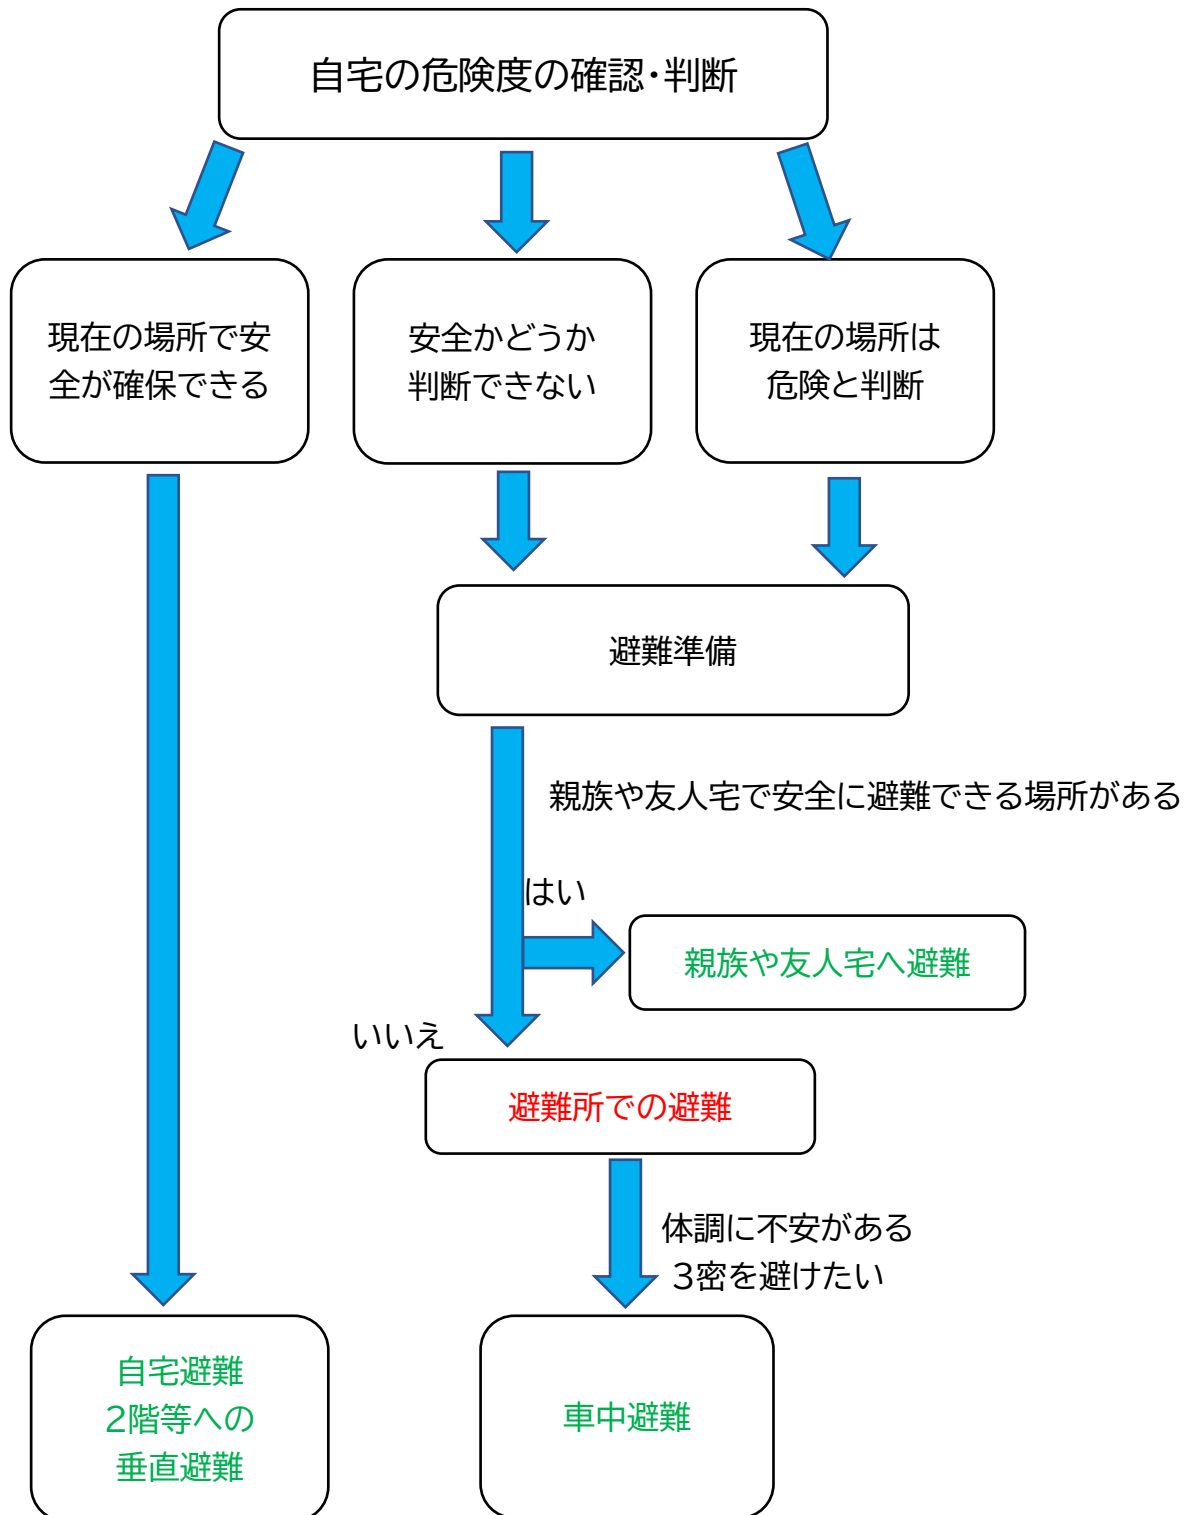 自宅の危険度の確認・判断
現在の場所で安
全が確保できる
安全かどうか
判断できない
現在の場所は
危険と判断
避難準備
親族や友人宅で安全に避難できる場所がある
はい
親族や友人宅へ避難
いいえ
避難所での避難
体調に不安がある
3密を避けたい
自宅避難
2階等への
垂直避難
車中避難